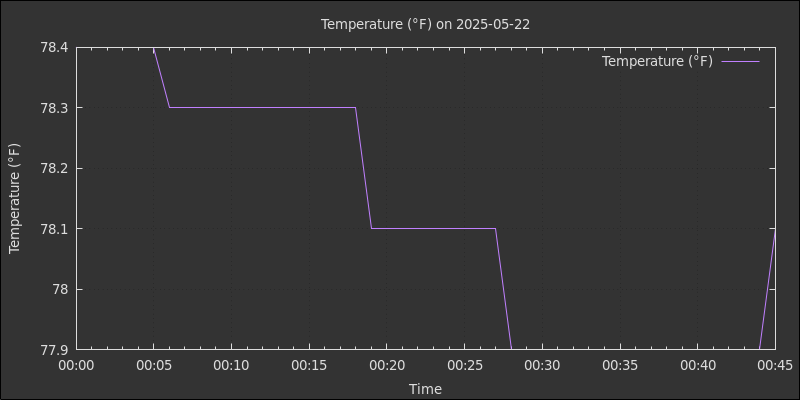 Temperature (°F) on 2025-05-22
Temperature (°F)
78.4
78.3
78.2
78.1
78
77.9
Temperature (°F)
00:00 00:05 00:10 00:15 00:20 00:25 00:30 00:35 00:40 00:45
Time